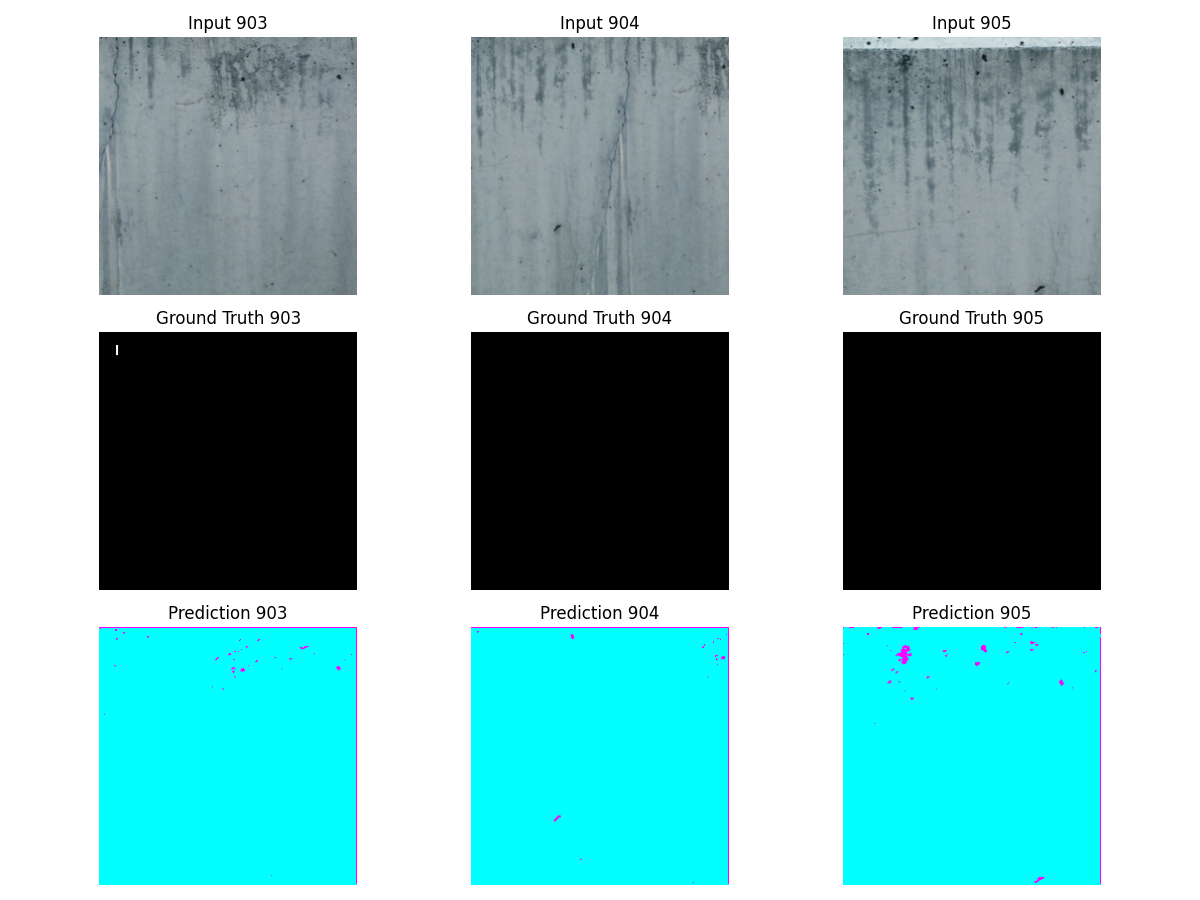 Input 903
Input 904
Input 905
Ground Truth 903
Ground Truth 904
Ground Truth 905
Prediction 903
Prediction 904
Prediction 905